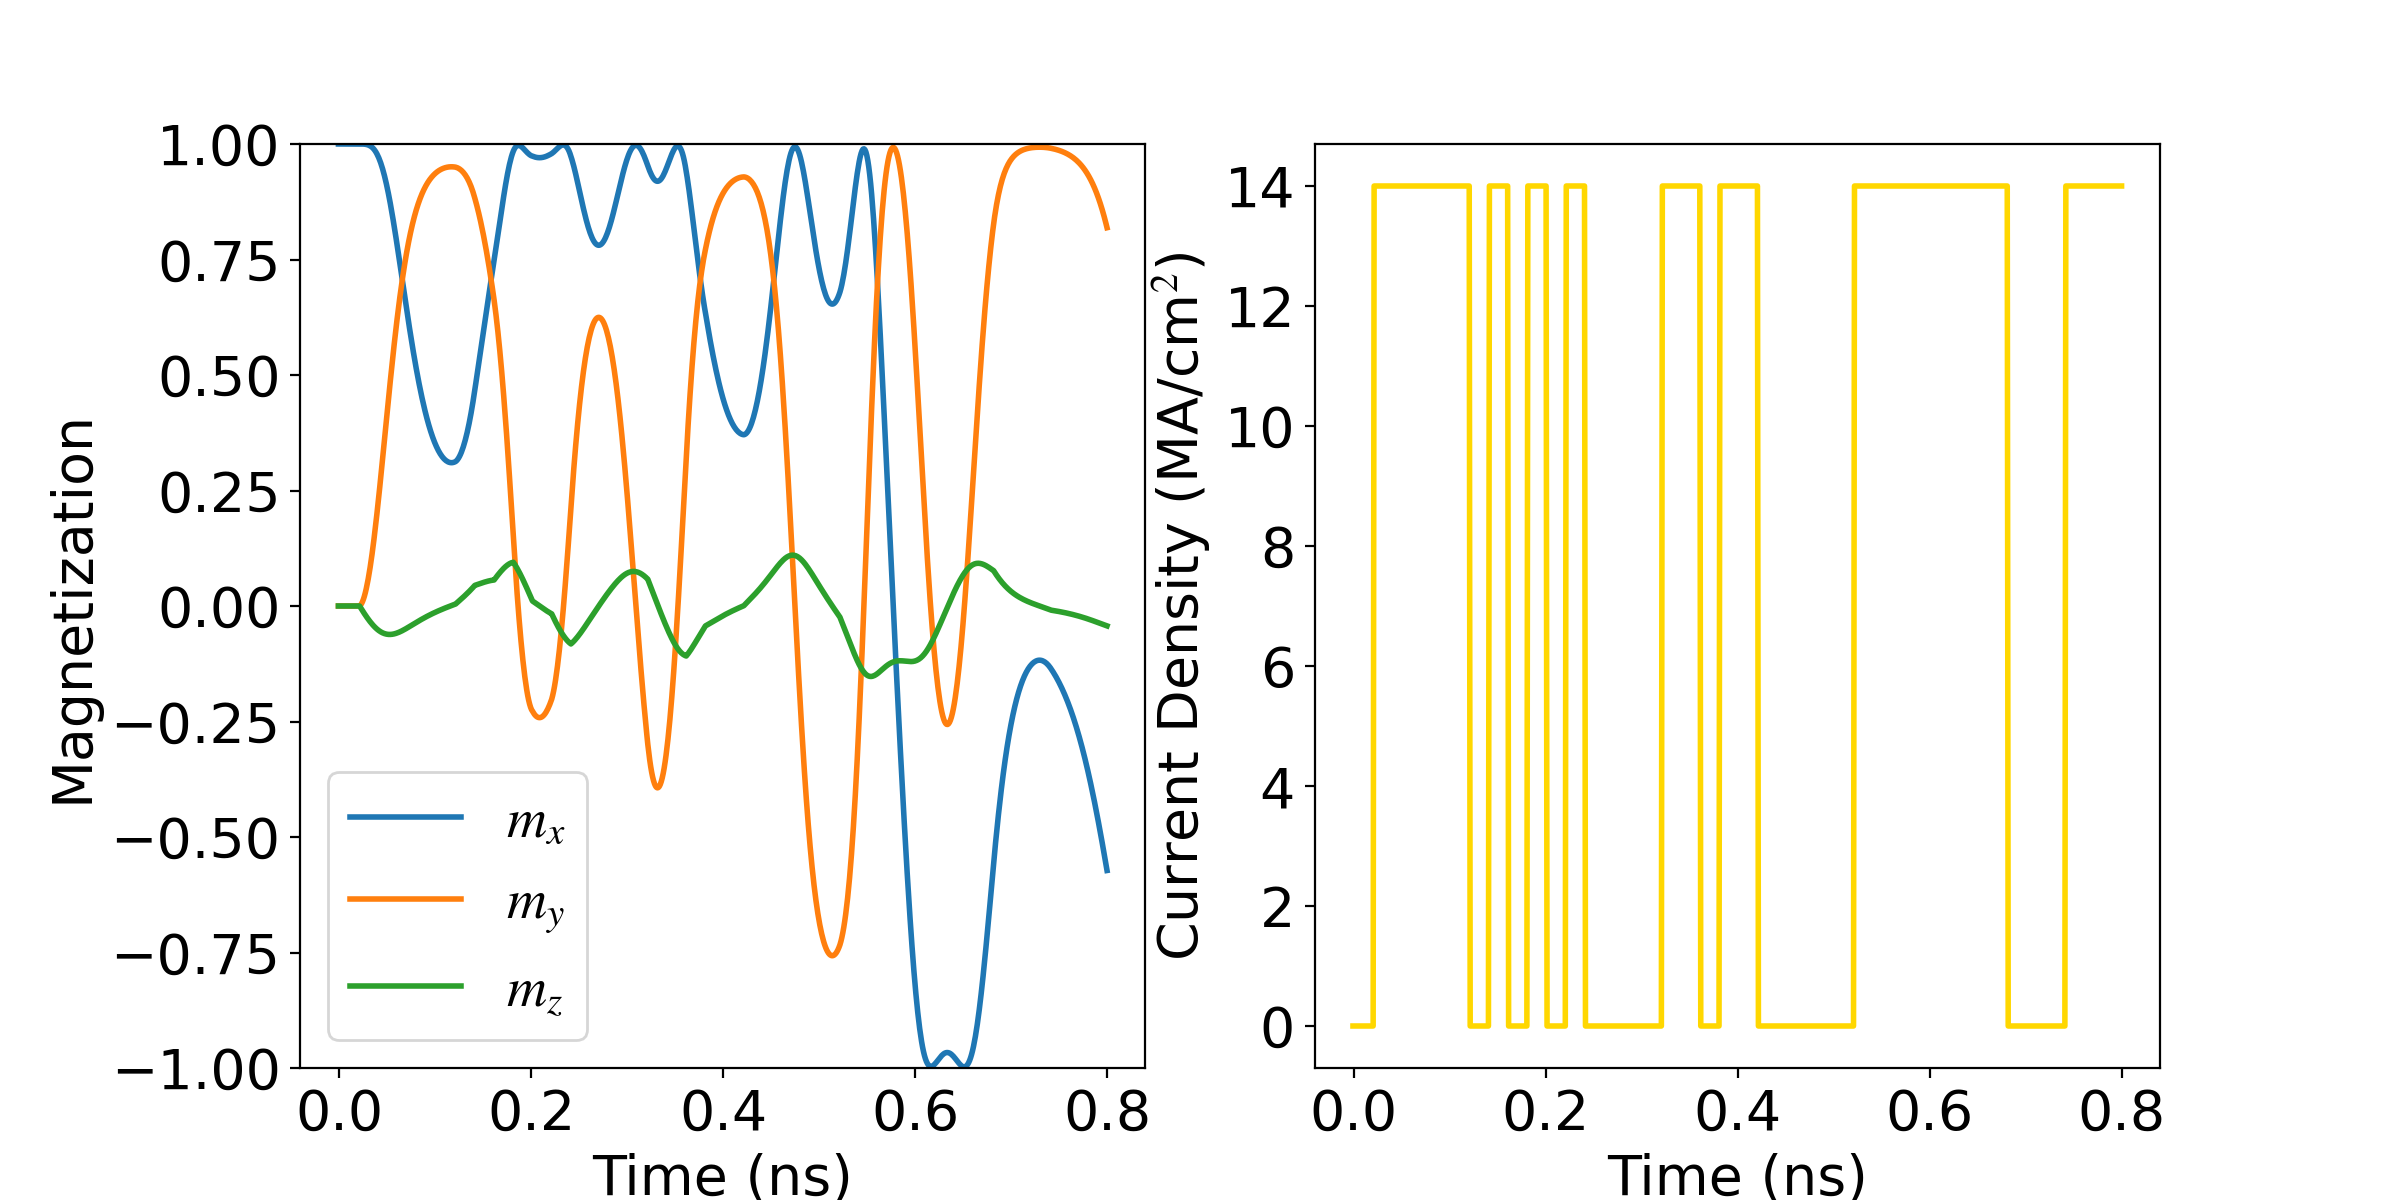 Magnetization
1.00
0.75
0.50
0.25
0.00
−0.25
−0.50
−0.75
−1.00
m_x
m_y
m_z
0.0 0.2 0.4 0.6 0.8
Time (ns)
Current Density (MA/cm²)
14
12
10
8
6
4
2
0
0.0 0.2 0.4 0.6 0.8
Time (ns)